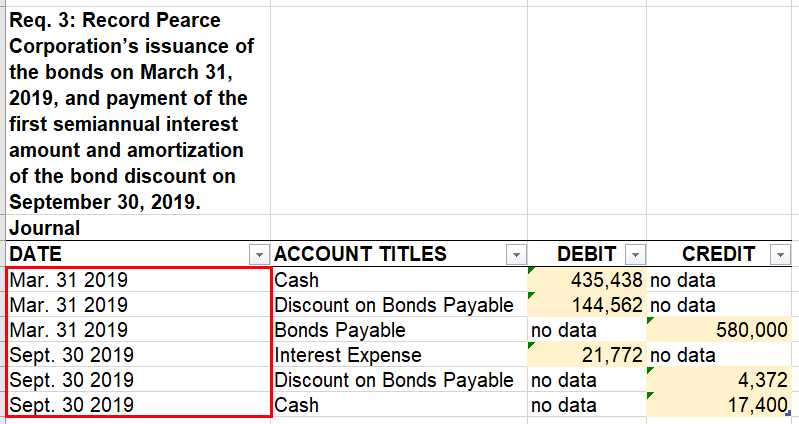 Req. 3: Record Pearce
Corporation’s issuance of
the bonds on March 31,
2019, and payment of the
first semiannual interest
amount and amortization
of the bond discount on
September 30, 2019.
Journal
DATE ACCOUNT TITLES DEBIT CREDIT
Mar. 31 2019 Cash 435,438 no data
Mar. 31 2019 Discount on Bonds Payable 144,562 no data
Mar. 31 2019 Bonds Payable no data 580,000
Sept. 30 2019 Interest Expense 21,772 no data
Sept. 30 2019 Discount on Bonds Payable no data 4,372
Sept. 30 2019 Cash no data 17,400